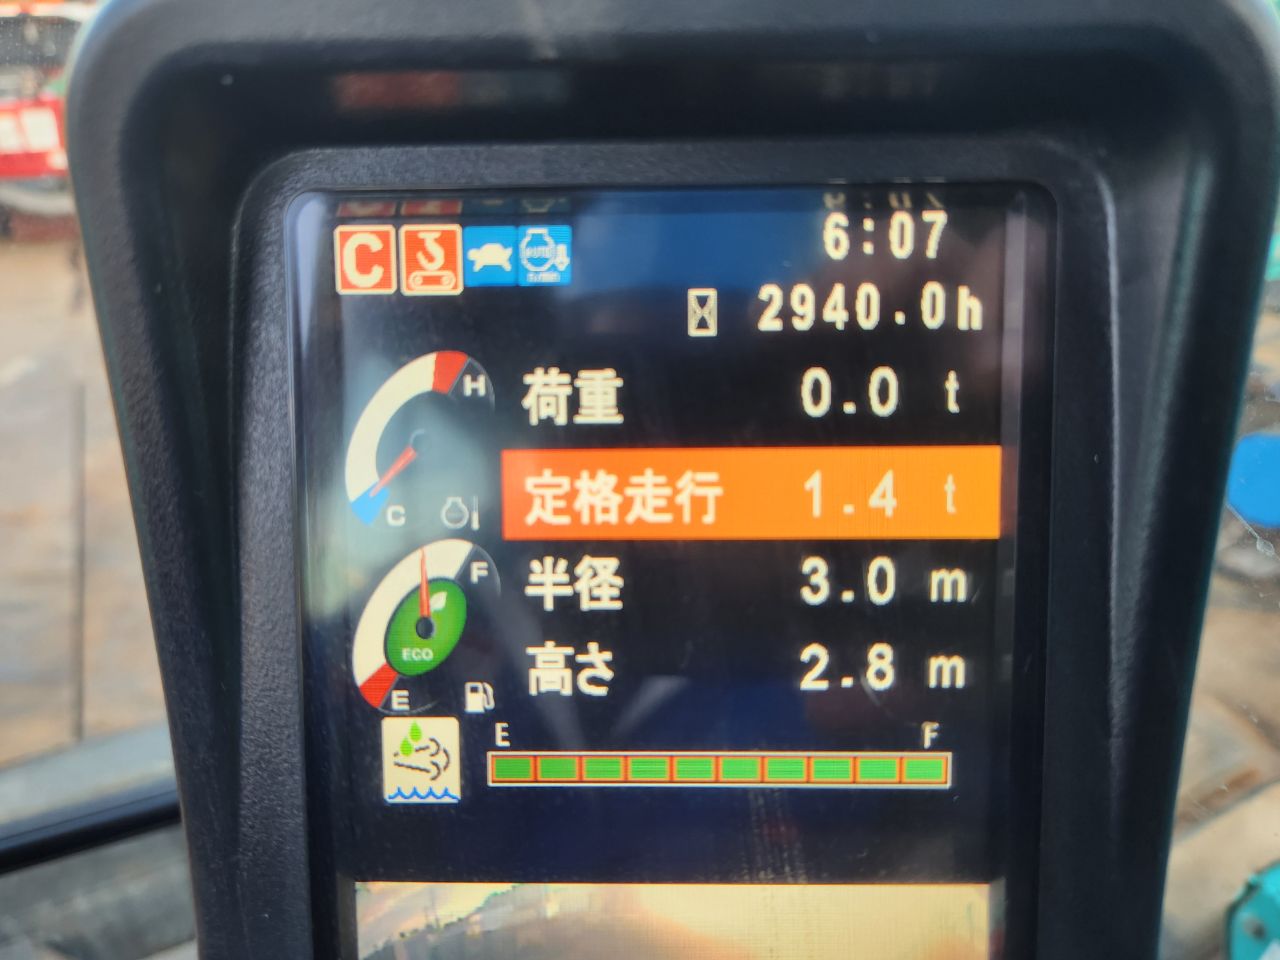 C 6:07
2940.0h
H
荷重 0.0 t
定格走行 1.4 t
C
F
半径 3.0 m
ECO
高さ 2.8 m
E
E F